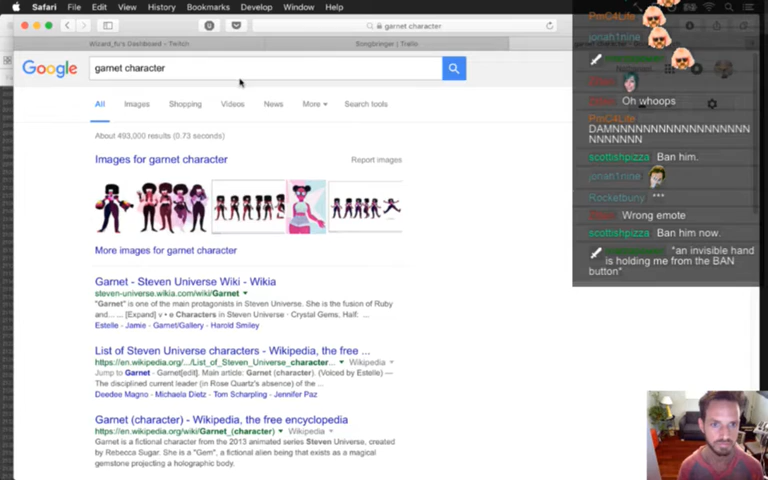 Safari File Edit View History Bookmarks Develop Window Help
garnet character
Wizard_fu's Dashboard - Twitch
Songbringer | Trello
Google
garnet character
All Images Shopping Videos News More Search tools
About 493,000 results (0.73 seconds)
Images for garnet character
Report images
More images for garnet character
Garnet - Steven Universe Wiki - Wikia
steven-universe.wikia.com/wiki/Garnet
"Garnet" is one of the main protagonists in Steven Universe. She is the fusion of Ruby
and... ... [Expand] v • e Characters in Steven Universe · Crystal Gems. Half: ...
Estelle - Jamie - Garnet/Gallery - Harold Smiley
List of Steven Universe characters - Wikipedia, the free ...
https://en.wikipedia.org/.../List_of_Steven_Universe_character... Wikipedia
Jump to Garnet - Garnet[edit]. Main article: Garnet (character). (Voiced by Estelle) —
The disciplined current leader (in Rose Quartz's absence) of the ...
Deedee Magno - Michaela Dietz - Tom Scharpling - Jennifer Paz
Garnet (character) - Wikipedia, the free encyclopedia
https://en.wikipedia.org/wiki/Garnet_(character) Wikipedia
Garnet is a fictional character from the 2013 animated series Steven Universe, created
by Rebecca Sugar. She is a "Gem", a fictional alien being that exists as a magical
gemstone projecting a holographic body.
PmC4Life
jonah1nine
Oh whoops
PmC4Life
DAMNNNNNNNNNNNNNNNNNN
NNNNNNN
scottishpizza Ban him.
jonah1nine
Rocketbuny ***
Wrong emote
scottishpizza Ban him now.
*an invisible hand
is holding me from the BAN
button*